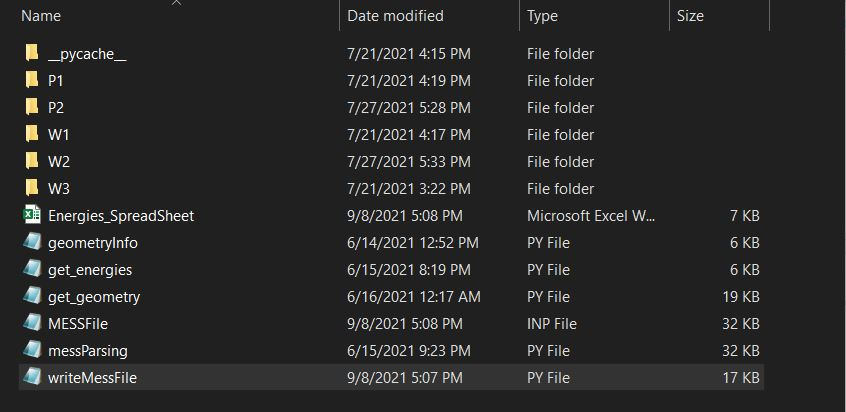 Name Date modified Type Size
__pycache__ 7/21/2021 4:15 PM File folder
P1 7/21/2021 4:19 PM File folder
P2 7/27/2021 5:28 PM File folder
W1 7/21/2021 4:17 PM File folder
W2 7/27/2021 5:33 PM File folder
W3 7/21/2021 3:22 PM File folder
Energies_SpreadSheet 9/8/2021 5:08 PM Microsoft Excel W... 7 KB
geometryInfo 6/14/2021 12:52 PM PY File 6 KB
get_energies 6/15/2021 8:19 PM PY File 6 KB
get_geometry 6/16/2021 12:17 AM PY File 19 KB
MESSFile 9/8/2021 5:08 PM INP File 32 KB
messParsing 6/15/2021 9:23 PM PY File 32 KB
writeMessFile 9/8/2021 5:07 PM PY File 17 KB